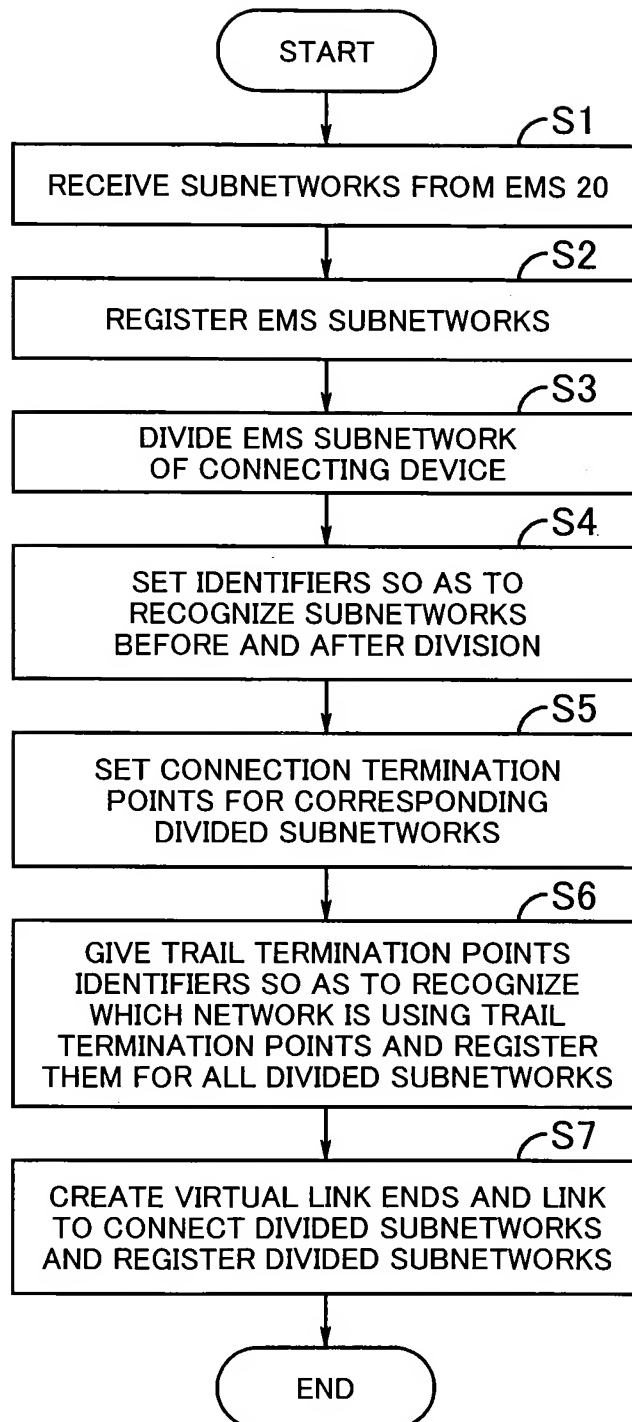 START
S1
RECEIVE SUBNETWORKS FROM EMS 20
S2
REGISTER EMS SUBNETWORKS
S3
DIVIDE EMS SUBNETWORK
OF CONNECTING DEVICE
S4
SET IDENTIFIERS SO AS TO
RECOGNIZE SUBNETWORKS
BEFORE AND AFTER DIVISION
S5
SET CONNECTION TERMINATION
POINTS FOR CORRESPONDING
DIVIDED SUBNETWORKS
S6
GIVE TRAIL TERMINATION POINTS
IDENTIFIERS SO AS TO RECOGNIZE
WHICH NETWORK IS USING TRAIL
TERMINATION POINTS AND REGISTER
THEM FOR ALL DIVIDED SUBNETWORKS
S7
CREATE VIRTUAL LINK ENDS AND LINK
TO CONNECT DIVIDED SUBNETWORKS
AND REGISTER DIVIDED SUBNETWORKS
END